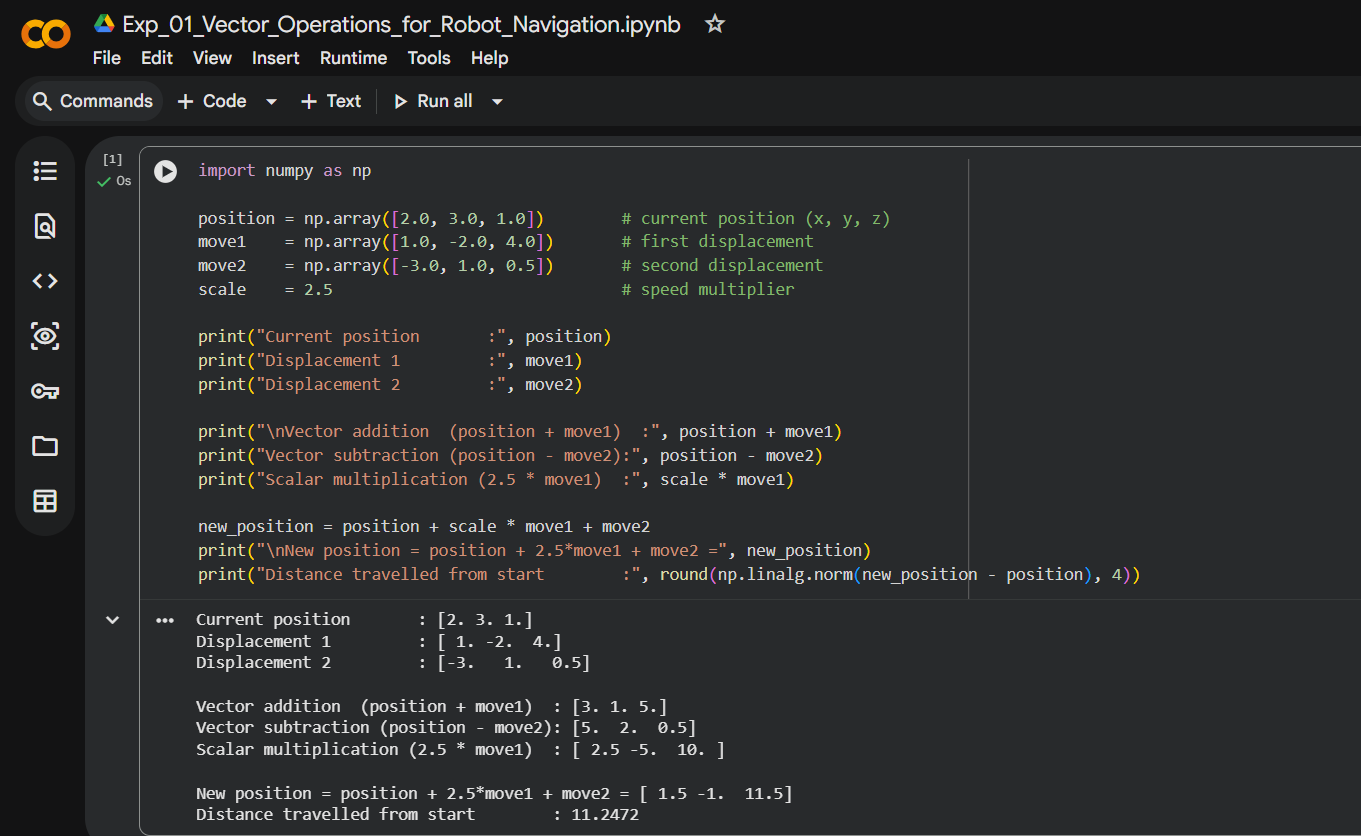 Exp_01_Vector_Operations_for_Robot_Navigation.ipynb
File Edit View Insert Runtime Tools Help
Commands + Code + Text Run all
[1]
0s
import numpy as np
position = np.array([2.0, 3.0, 1.0])        # current position (x, y, z)
move1    = np.array([1.0, -2.0, 4.0])       # first displacement
move2    = np.array([-3.0, 1.0, 0.5])       # second displacement
scale    = 2.5                              # speed multiplier
print("Current position       :", position)
print("Displacement 1         :", move1)
print("Displacement 2         :", move2)
print("\nVector addition  (position + move1)  :", position + move1)
print("Vector subtraction (position - move2):", position - move2)
print("Scalar multiplication (2.5 * move1)  :", scale * move1)
new_position = position + scale * move1 + move2
print("\nNew position = position + 2.5*move1 + move2 =", new_position)
print("Distance travelled from start        :", round(np.linalg.norm(new_position - position), 4))
Current position       : [2. 3. 1.]
Displacement 1         : [ 1. -2.  4.]
Displacement 2         : [-3.   1.   0.5]
Vector addition  (position + move1)  : [3. 1. 5.]
Vector subtraction (position - move2): [5.  2.  0.5]
Scalar multiplication (2.5 * move1)  : [ 2.5 -5.  10. ]
New position = position + 2.5*move1 + move2 = [ 1.5 -1.  11.5]
Distance travelled from start        : 11.2472